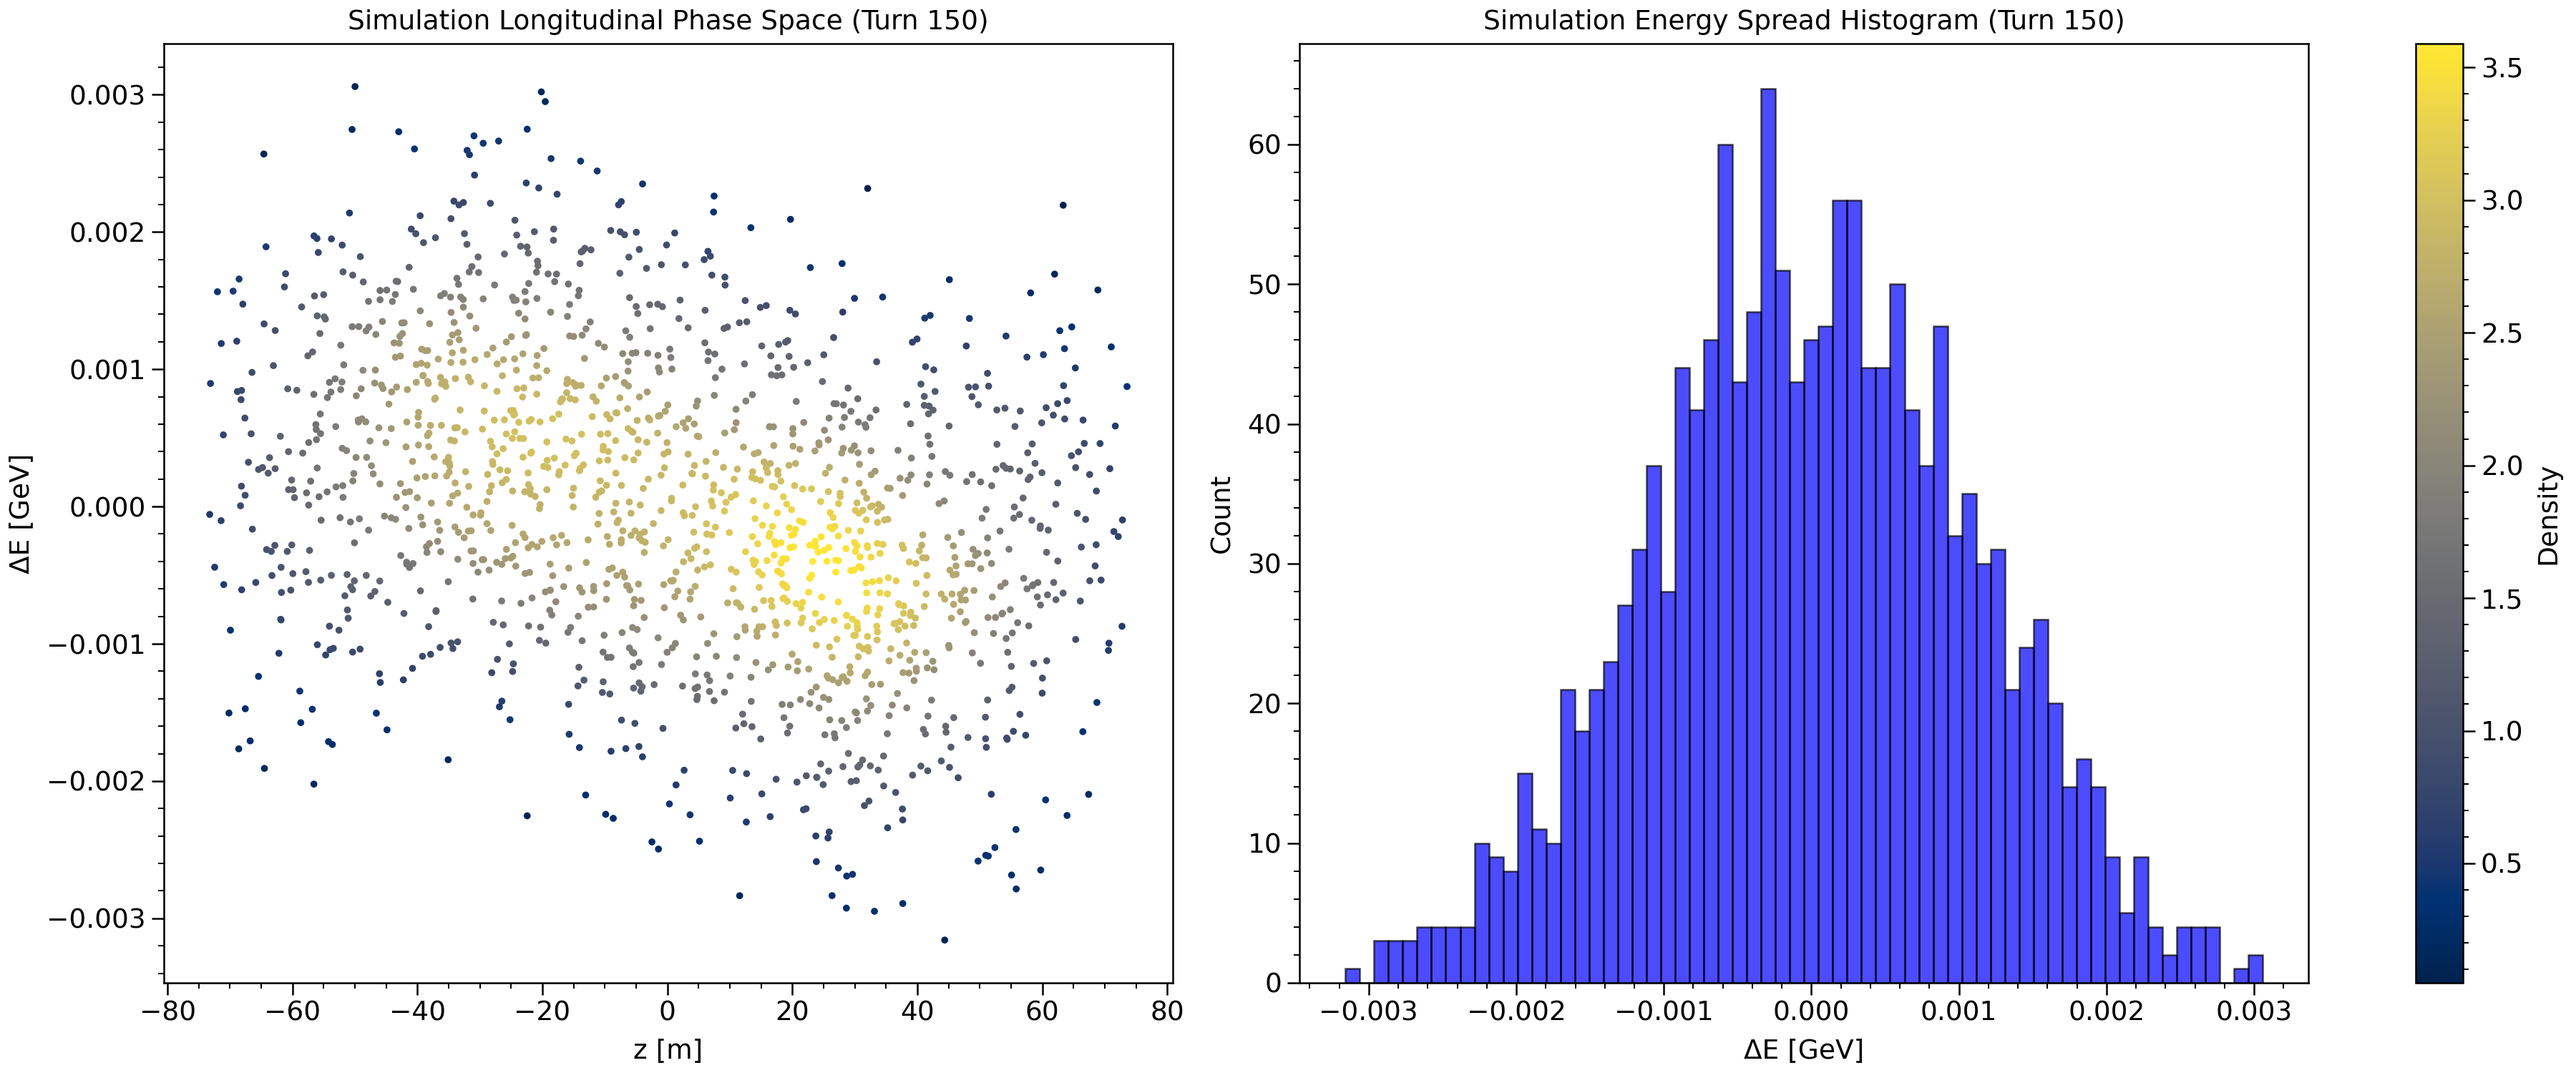 Simulation Longitudinal Phase Space (Turn 150)
ΔE [GeV]
0.003
0.002
0.001
0.000
−0.001
−0.002
−0.003
−80 −60 −40 −20 0 20 40 60 80
z [m]
Simulation Energy Spread Histogram (Turn 150)
Count
60
50
40
30
20
10
0
−0.003 −0.002 −0.001 0.000 0.001 0.002 0.003
ΔE [GeV]
3.5
3.0
2.5
2.0
1.5
1.0
0.5
Density